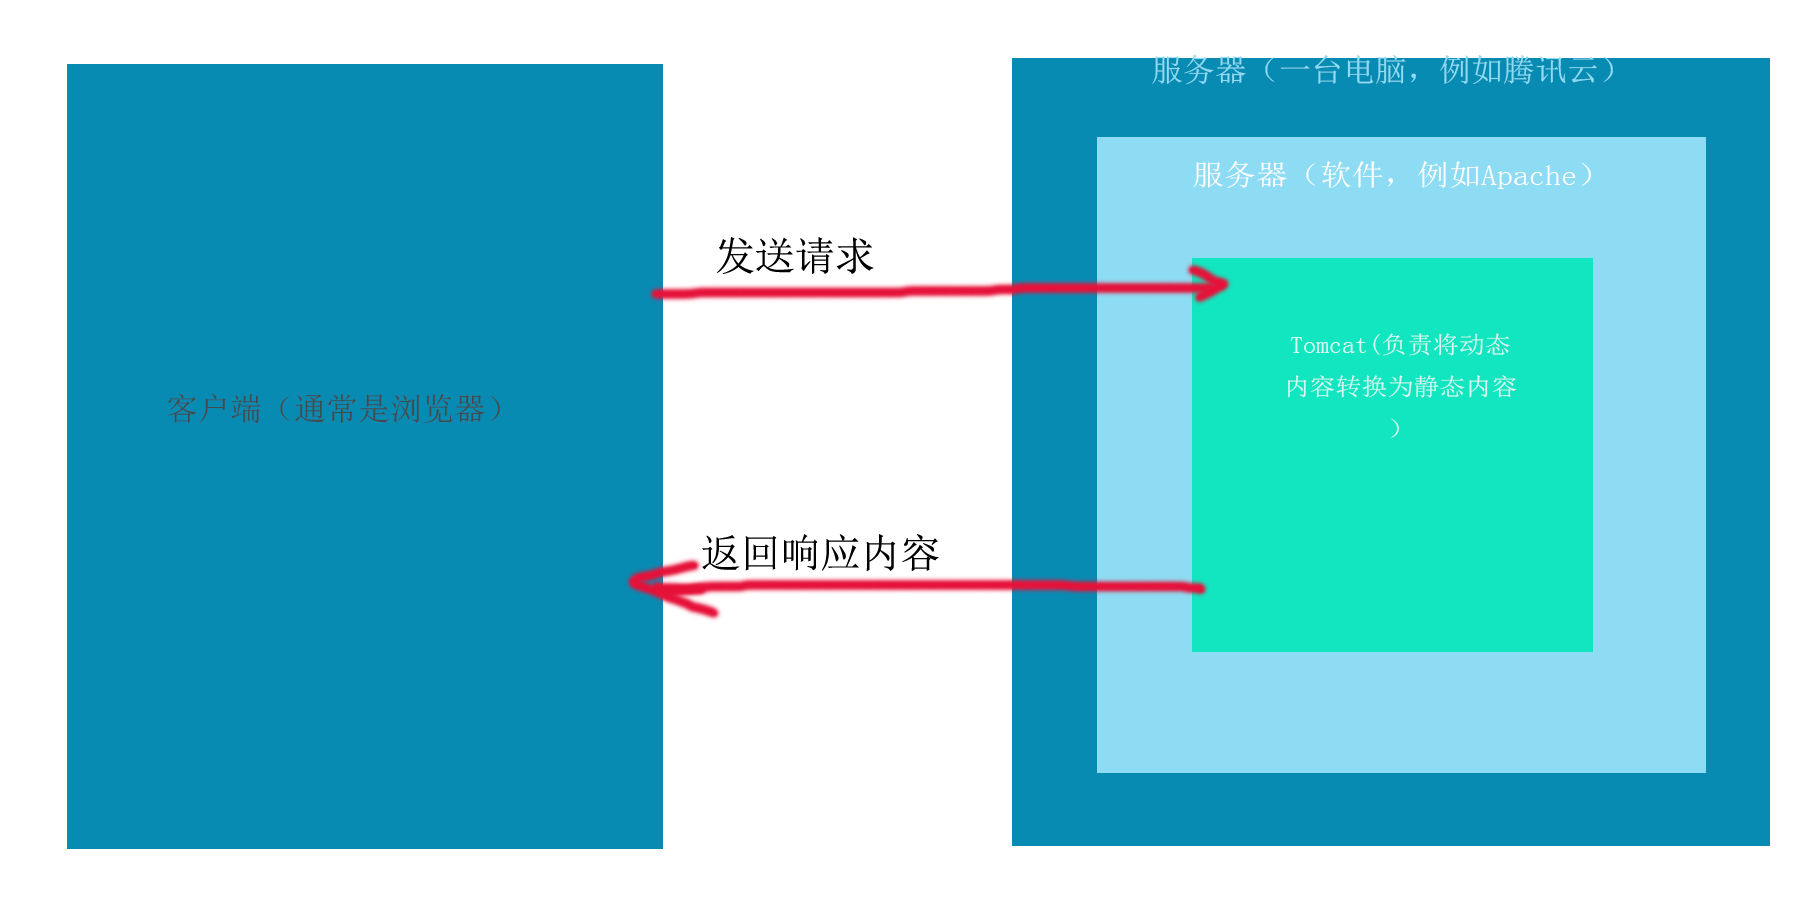 服务器（一台电脑，例如腾讯云）
服务器（软件，例如Apache）
发送请求
Tomcat(负责将动态
内容转换为静态内容
）
客户端（通常是浏览器）
返回响应内容